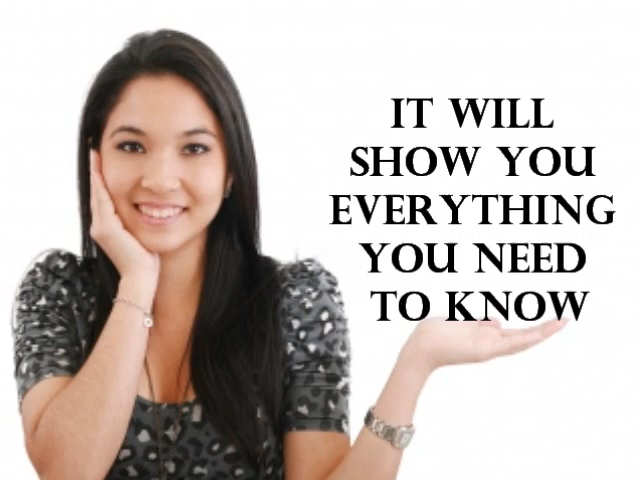 IT WILL
SHOW YOU
EVERYTHING
YOU NEED
TO KNOW